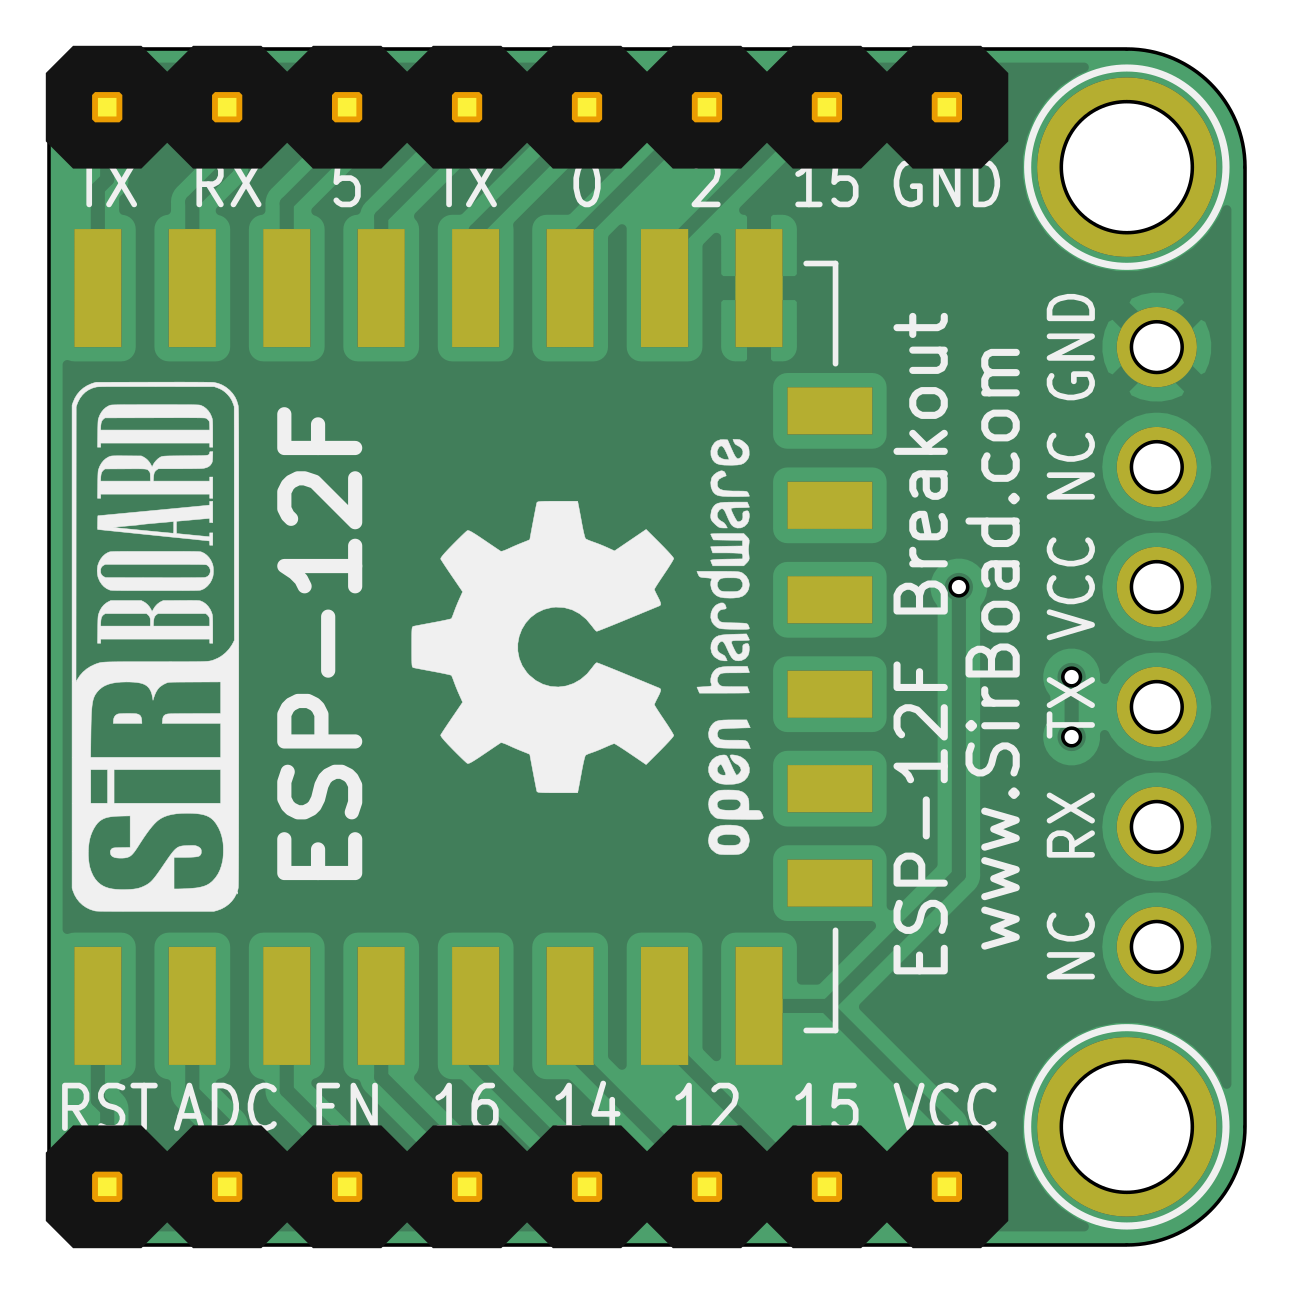 TX RX 5 TX 0 2 15 GND
SiR BOARD
ESP-12F
open hardware
ESP-12F Breakout
www.SirBoad.com
GND
NC
VCC
TX
RX
NC
RST ADC EN 16 14 12 15 VCC